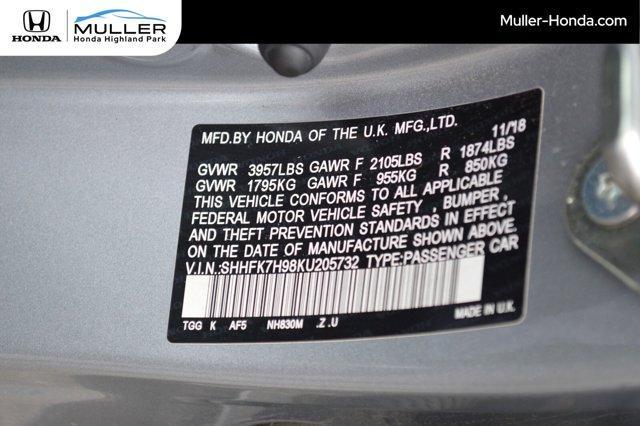 HONDA
MULLER
Honda Highland Park
Muller-Honda.com
MFD.BY HONDA OF THE U.K. MFG.,LTD. 11/18
GVWR 3957LBS GAWR F 2105LBS R 1874LBS
GVWR 1795KG GAWR F 955KG R 850KG
THIS VEHICLE CONFORMS TO ALL APPLICABLE
FEDERAL MOTOR VEHICLE SAFETY , BUMPER ,
AND THEFT PREVENTION STANDARDS IN EFFECT
ON THE DATE OF MANUFACTURE SHOWN ABOVE.
V.I.N.:SHHFK7H98KU205732 TYPE:PASSENGER CAR
TGG K AF5 NH830M .Z.U MADE IN U.K.